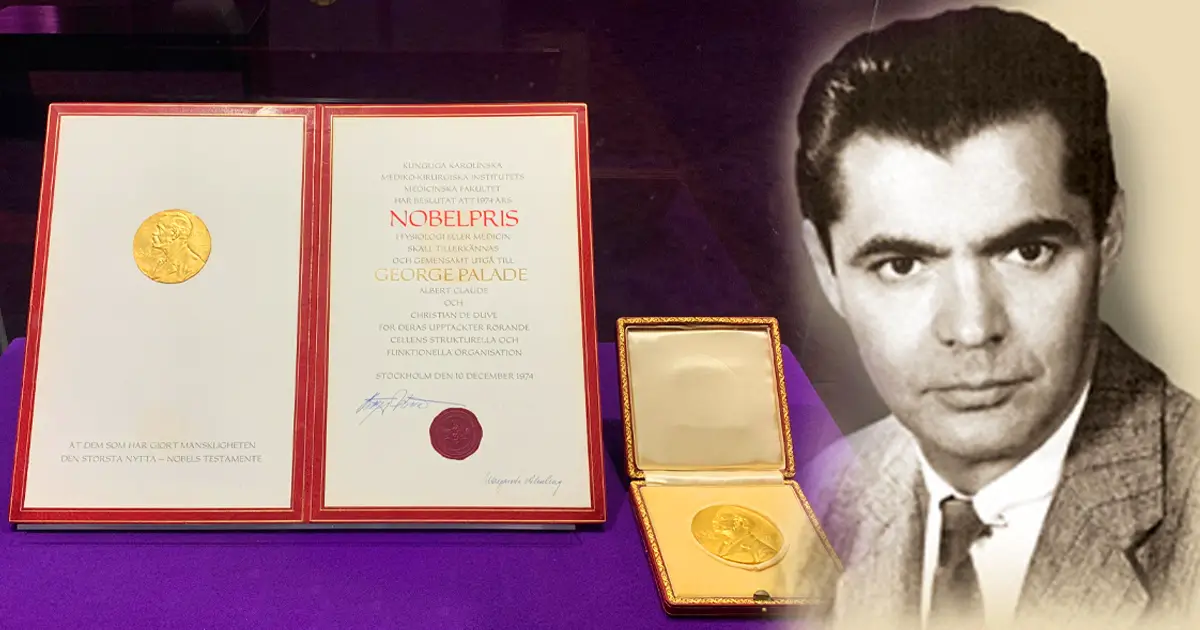 ÅT DEM SOM HAR GJORT MÄNSKLIGHETEN
DEN STÖRSTA NYTTA — NOBELS TESTAMENTE
KUNGLIGA KAROLINSKA
MEDIKO-KIRURGISKA INSTITUTETS
MEDICINSKA FAKULTET
HAR BESLUTAT ATT 1974 ÅRS
NOBELPRIS
I FYSIOLOGI ELLER MEDICIN
SKALL TILLERKÄNNAS
OCH GEMENSAMT UTGÅ TILL
GEORGE PALADE
ALBERT CLAUDE
OCH
CHRISTIAN DE DUVE
FÖR DERAS UPPTÄCKTER RÖRANDE
CELLENS STRUKTURELLA OCH
FUNKTIONELLA ORGANISATION
STOCKHOLM DEN 10 DECEMBER 1974